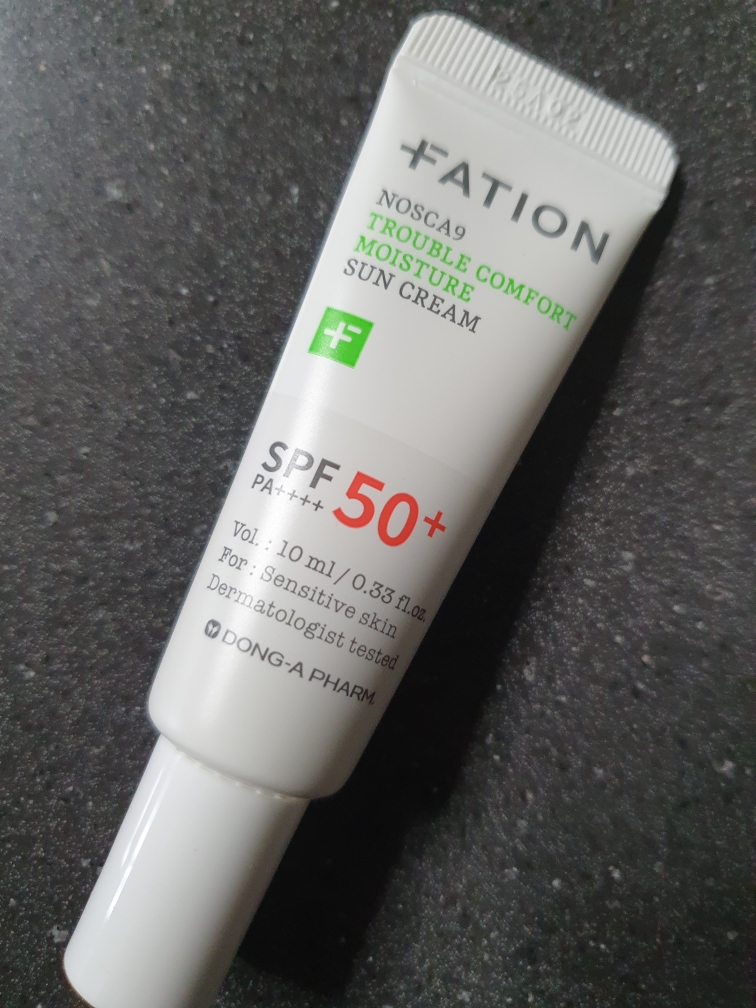 FATION
NOSCA9
TROUBLE COMFORT
MOISTURE
SUN CREAM
SPF 50+
PA++++
Vol. : 10 ml / 0.33 fl.oz.
For : Sensitive skin
Dermatologist tested
DONG-A PHARM.